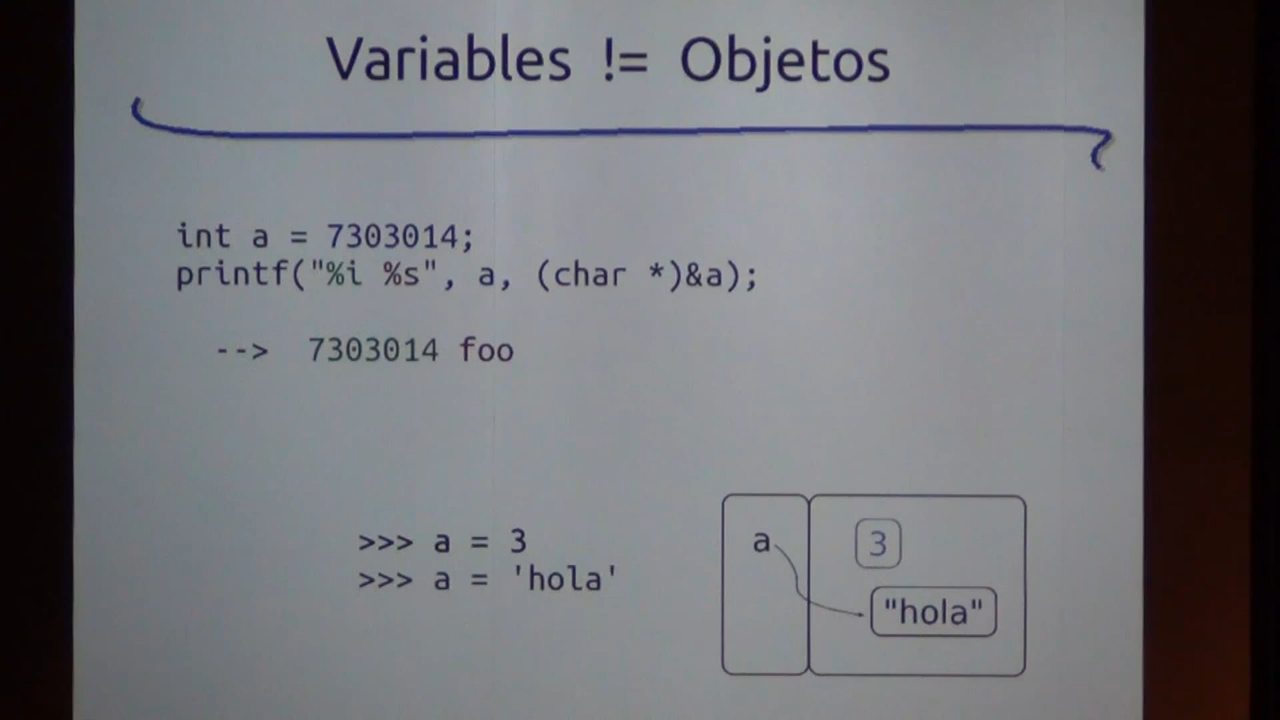 Variables != Objetos
int a = 7303014;
printf("%i %s", a, (char *)&a);
--> 7303014 foo
>>> a = 3
>>> a = 'hola'
a
3
"hola"